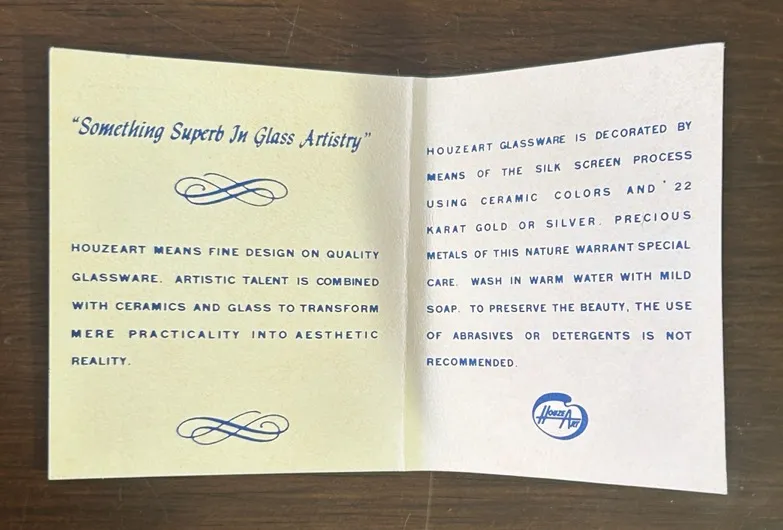 "Something Superb In Glass Artistry"
HOUZEART MEANS FINE DESIGN ON QUALITY
GLASSWARE. ARTISTIC TALENT IS COMBINED
WITH CERAMICS AND GLASS TO TRANSFORM
MERE PRACTICALITY INTO AESTHETIC
REALITY.
HOUZEART GLASSWARE IS DECORATED BY
MEANS OF THE SILK SCREEN PROCESS
USING CERAMIC COLORS AND 22
KARAT GOLD OR SILVER. PRECIOUS
METALS OF THIS NATURE WARRANT SPECIAL
CARE. WASH IN WARM WATER WITH MILD
SOAP. TO PRESERVE THE BEAUTY, THE USE
OF ABRASIVES OR DETERGENTS IS NOT
RECOMMENDED.
HOUZE
ART